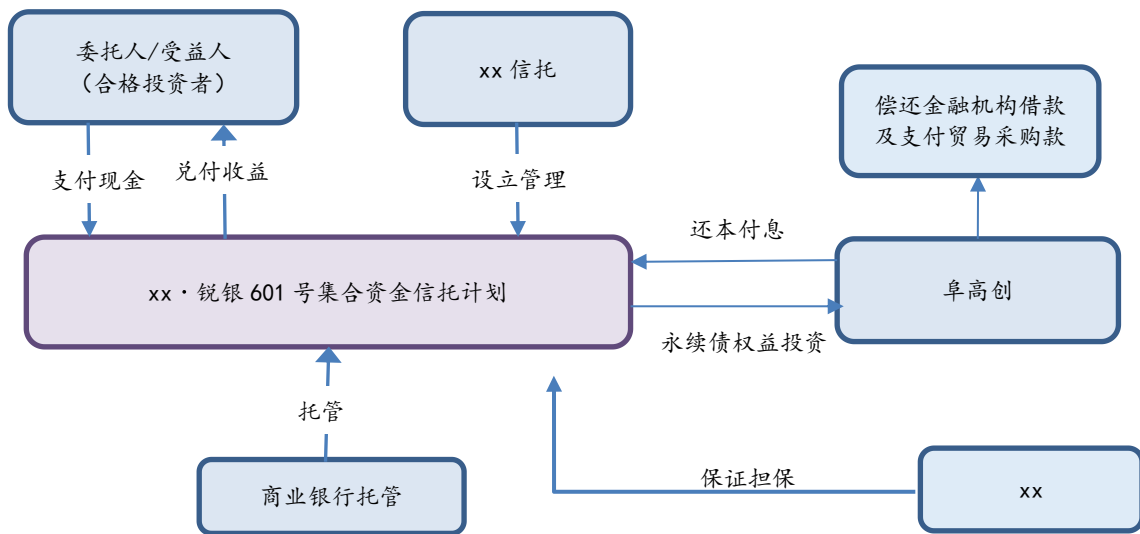 委托人/受益人
（合格投资者）
xx 信托
偿还金融机构借款
及支付贸易采购款
支付现金
兑付收益
设立管理
还本付息
xx·锐银 601 号集合资金信托计划
阜高创
永续债权益投资
托管
保证担保
商业银行托管
xx